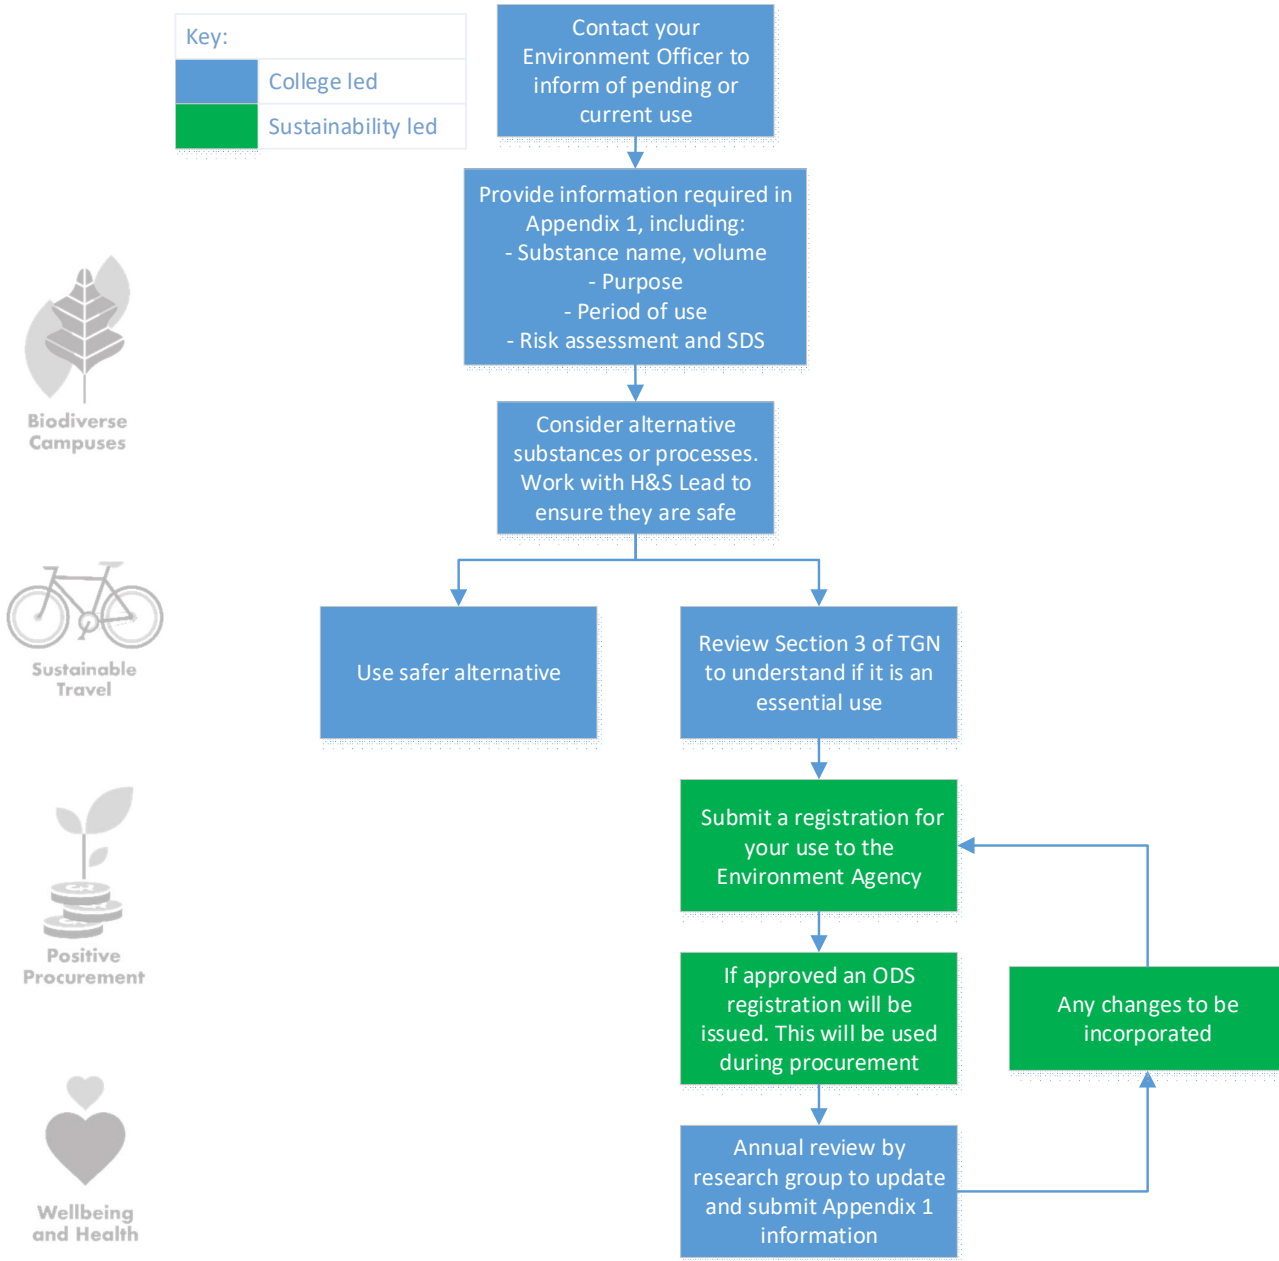 Key:
College led
Sustainability led
Contact your
Environment Officer to
inform of pending or
current use
Provide information required in
Appendix 1, including:
- Substance name, volume
- Purpose
- Period of use
- Risk assessment and SDS
Consider alternative
substances or processes.
Work with H&S Lead to
ensure they are safe
Use safer alternative
Review Section 3 of TGN
to understand if it is an
essential use
Submit a registration for
your use to the
Environment Agency
If approved an ODS
registration will be
issued. This will be used
during procurement
Any changes to be
incorporated
Annual review by
research group to update
and submit Appendix 1
information
Biodiverse
Campuses
Sustainable
Travel
Positive
Procurement
Wellbeing
and Health